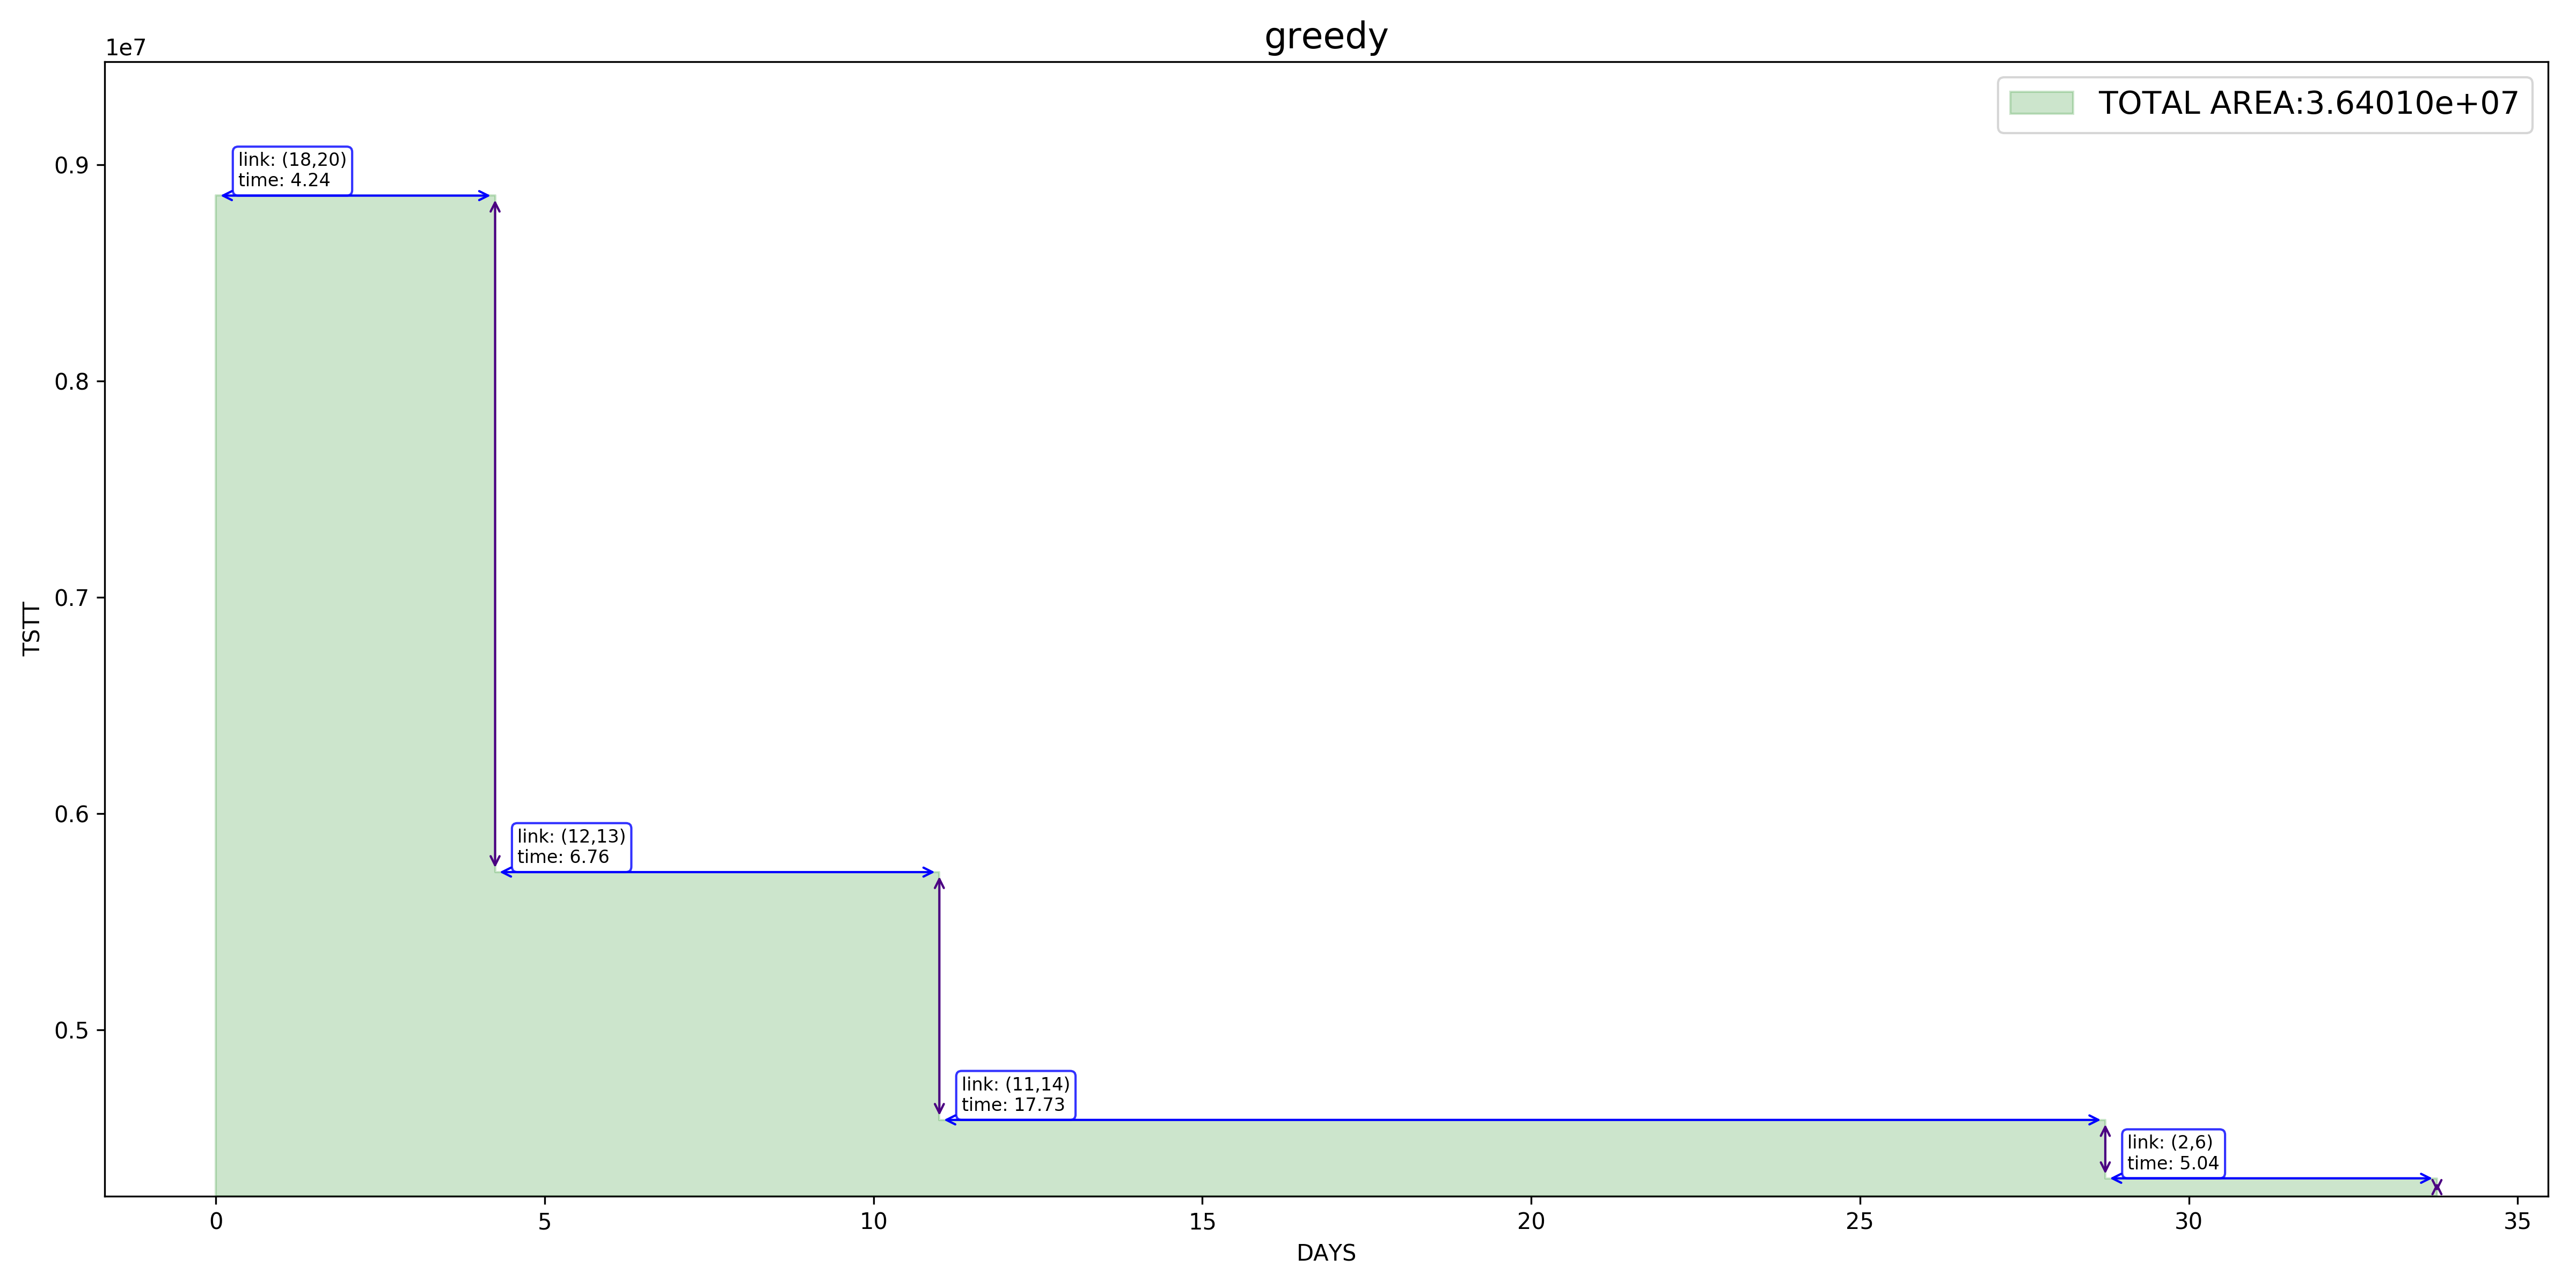 greedy
1e7
TOTAL AREA:3.64010e+07
0.9
0.8
0.7
0.6
0.5
TSTT
link: (18,20)
time: 4.24
link: (12,13)
time: 6.76
link: (11,14)
time: 17.73
link: (2,6)
time: 5.04
0 5 10 15 20 25 30 35
DAYS